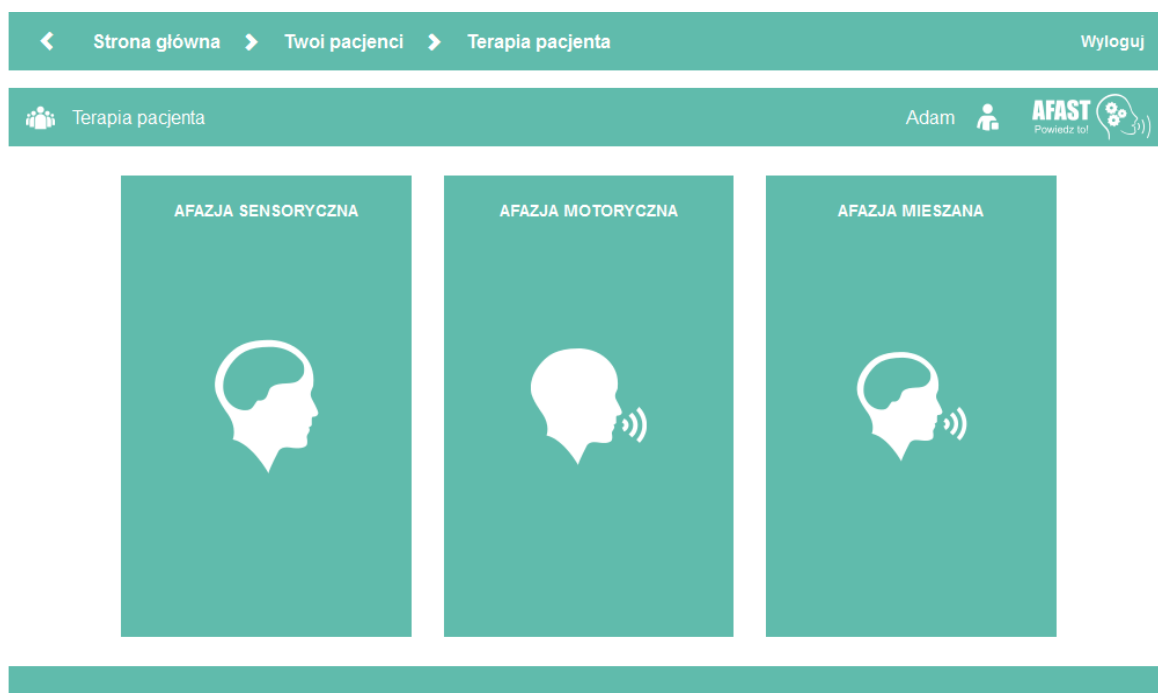 Strona główna Twoi pacjenci Terapia pacjenta Wyloguj
Terapia pacjenta Adam AFAST
Powiedz to!
AFAZJA SENSORYCZNA AFAZJA MOTORYCZNA AFAZJA MIESZANA